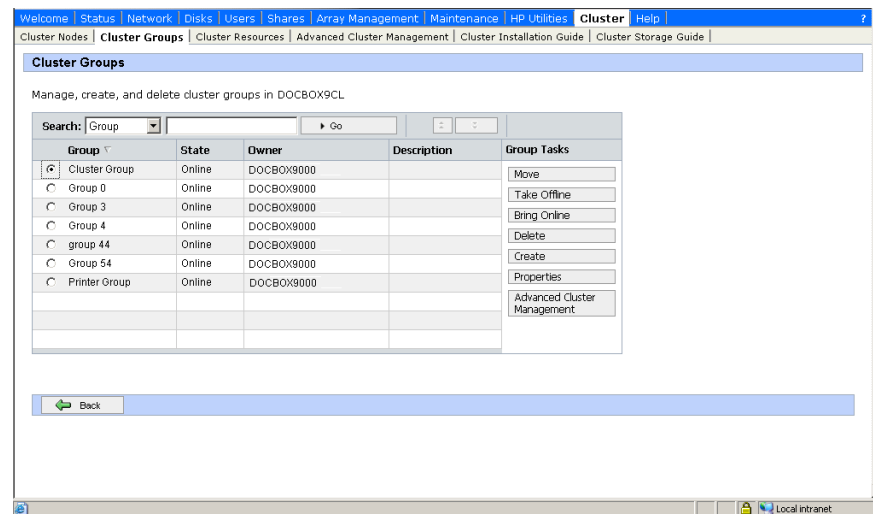 Welcome | Status | Network | Disks | Users | Shares | Array Management | Maintenance | HP Utilities | Cluster | Help | ?
Cluster Nodes | Cluster Groups | Cluster Resources | Advanced Cluster Management | Cluster Installation Guide | Cluster Storage Guide |
Cluster Groups
Manage, create, and delete cluster groups in DOCBOX9CL
Search: Group Go
Group State Owner Description Group Tasks
Cluster Group Online DOCBOX9000
Group 0 Online DOCBOX9000
Group 3 Online DOCBOX9000
Group 4 Online DOCBOX9000
group 44 Online DOCBOX9000
Group 54 Online DOCBOX9000
Printer Group Online DOCBOX9000
Move
Take Offline
Bring Online
Delete
Create
Properties
Advanced Cluster
Management
Back
Local intranet